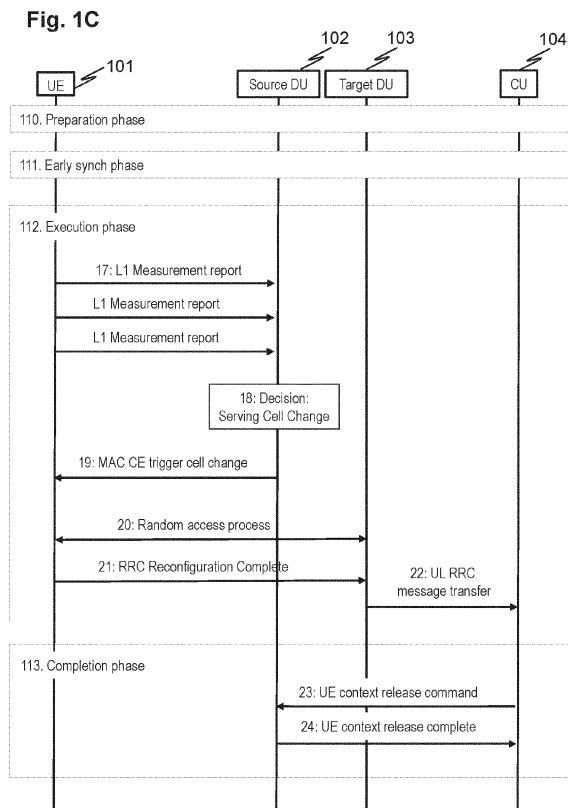 Fig. 1C
101
102
103
104
UE
Source DU
Target DU
CU
110. Preparation phase
111. Early synch phase
112. Execution phase
17: L1 Measurement report
L1 Measurement report
L1 Measurement report
18: Decision:
Serving Cell Change
19: MAC CE trigger cell change
20: Random access process
21: RRC Reconfiguration Complete
22: UL RRC
message transfer
113. Completion phase
23: UE context release command
24: UE context release complete